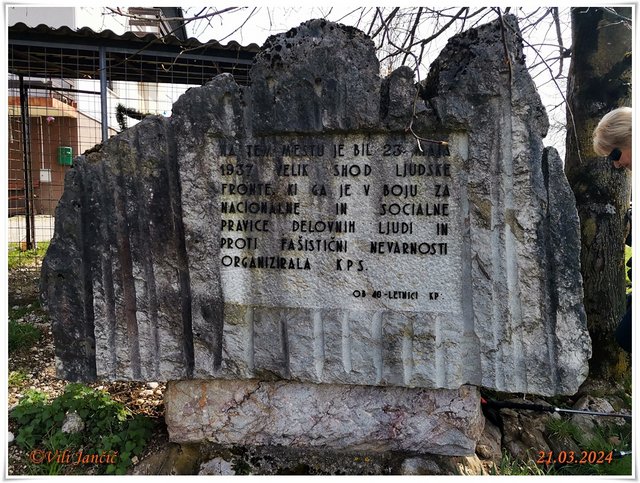 NA TEM MESTU JE BIL 23. MAJA
1937 VELIK SHOD LJUDSKE
FRONTE, KI GA JE V BOJU ZA
NACIONALNE IN SOCIALNE
PRAVICE DELOVNIH LJUDI IN
PROTI FAŠISTIČNI NEVARNOSTI
ORGANIZIRALA KPS.
OB 40-LETNICI KP
©Vili Jančič
21.03.2024